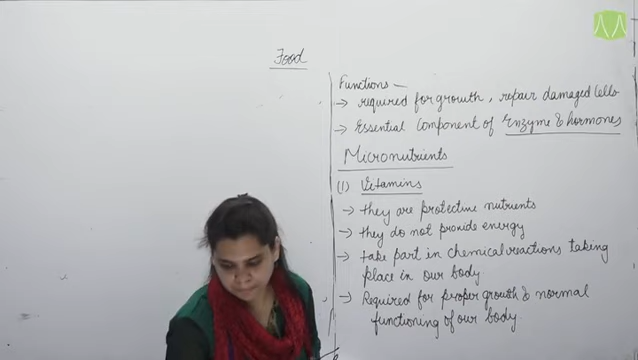 Food
Functions —
→ required for growth, repair damaged cells
→ Essential component of Enzyme & hormones
Micronutrients
(1) Vitamins
→ they are protective nutrients
→ they do not provide energy
→ take part in chemical reactions taking
place in our body
→ Required for proper growth & normal
functioning of our body.